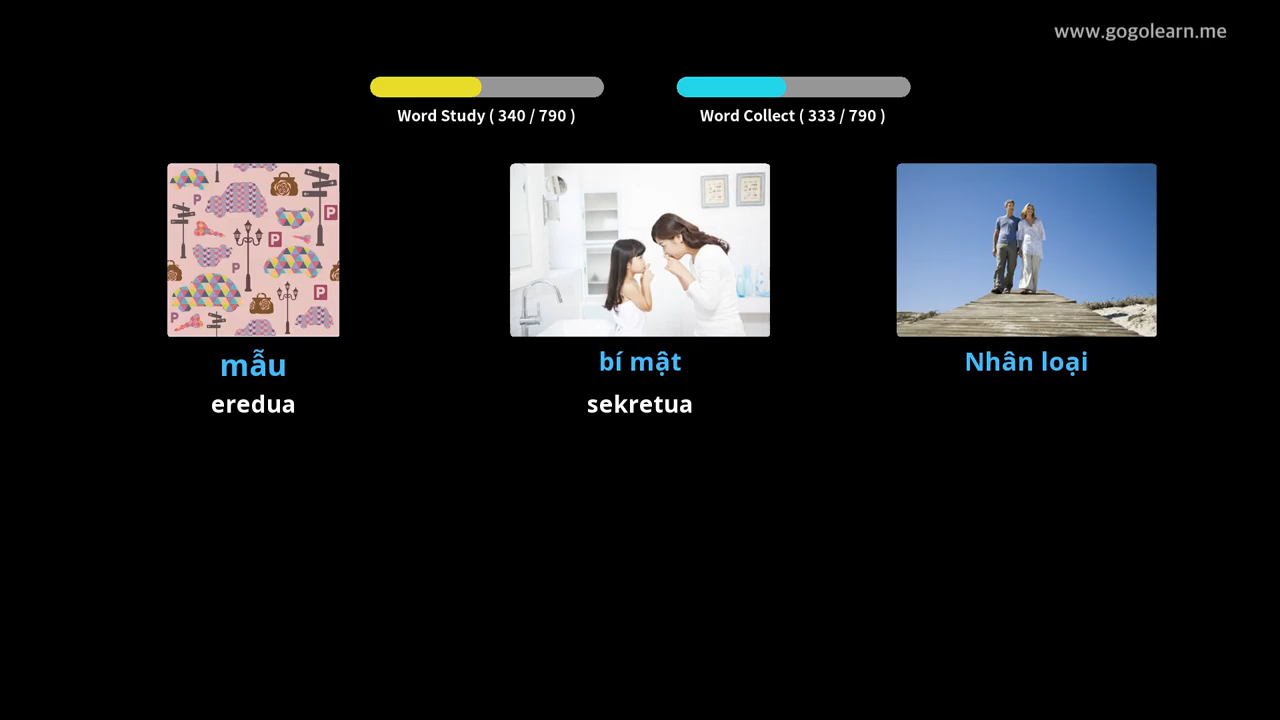 www.gogolearn.me
Word Study ( 340 / 790 )
Word Collect ( 333 / 790 )
P
P
P
P
P
P
mẫu
bí mật
Nhân loại
eredua
sekretua